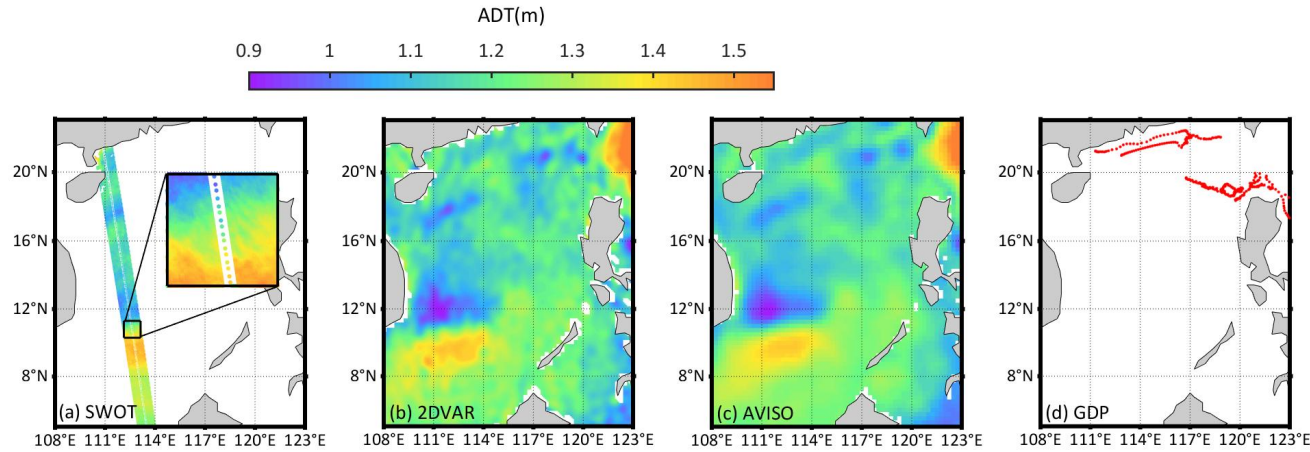 ADT(m)
0.9 1 1.1 1.2 1.3 1.4 1.5
20°N 20°N 20°N 20°N
16°N 16°N 16°N 16°N
12°N 12°N 12°N 12°N
8°N 8°N 8°N 8°N
(a) SWOT (b) 2DVAR (c) AVISO (d) GDP
108°E 111°E 114°E 117°E 120°E 123°E 108°E 111°E 114°E 117°E 120°E 123°E 108°E 111°E 114°E 117°E 120°E 123°E 108°E 111°E 114°E 117°E 120°E 123°E